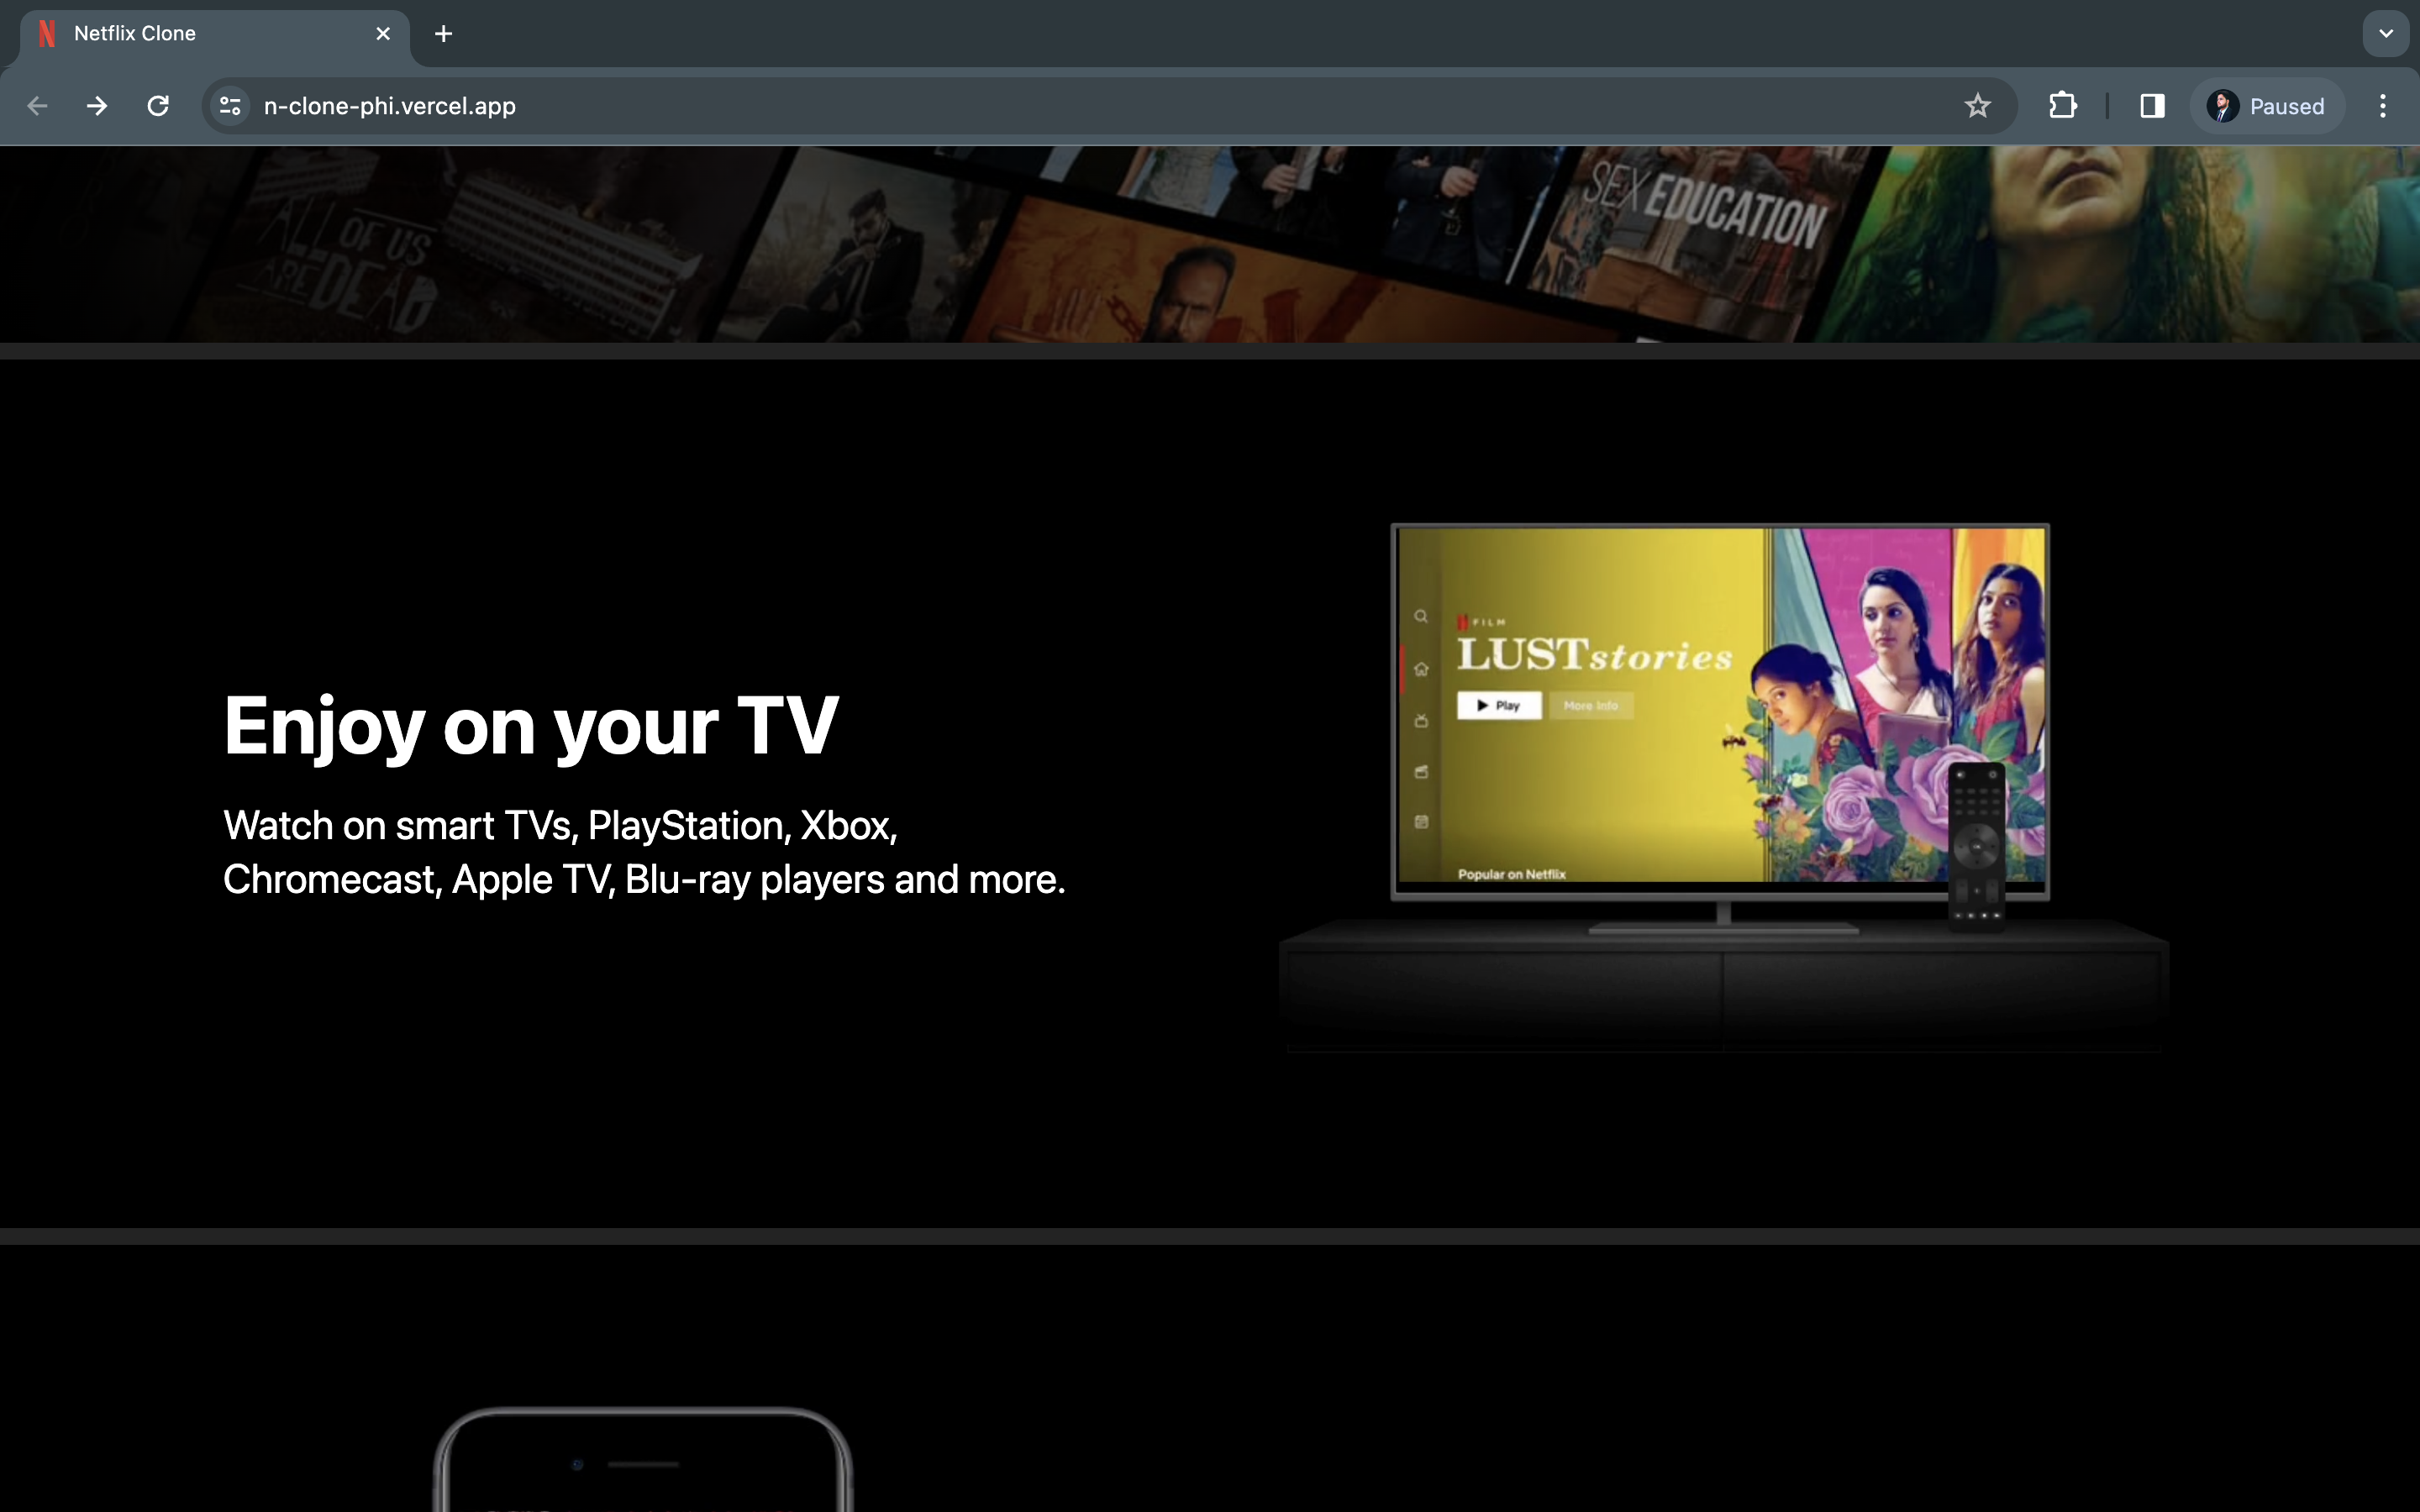 Netflix Clone
n-clone-phi.vercel.app
Paused
ALL OF US
ARE DEAD
SEX EDUCATION
Enjoy on your TV
Watch on smart TVs, PlayStation, Xbox,
Chromecast, Apple TV, Blu-ray players and more.
N FILM
LUST stories
Play
More Info
Popular on Netflix